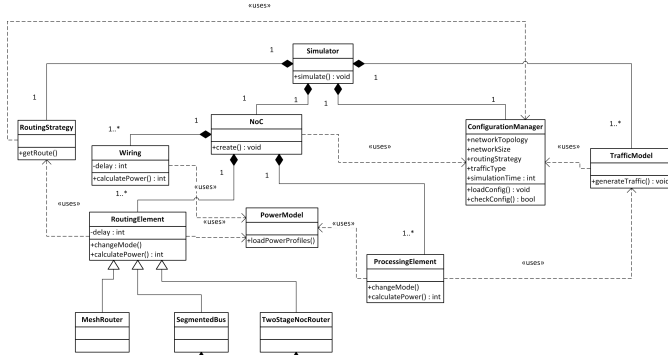 «uses»
Simulator
+simulate() : void
1
1
1
1
1
1
1
1..*
RoutingStrategy
+getRoute()
1..*
1
NoC
+create() : void
1
1
ConfigurationManager
+networkTopology
+networkSize
+routingStrategy
+trafficType
+simulationTime : int
+loadConfig() : void
+checkConfig() : bool
«uses»
«uses»
TrafficModel
+generateTraffic() : void
Wiring
-delay : int
+calculatePower() : int
1..*
«uses»
«uses»
RoutingElement
-delay : int
+changeMode()
+calculatePower() : int
«uses»
PowerModel
+loadPowerProfiles()
«uses»
1..*
ProcessingElement
+changeMode()
+calculatePower() : int
«uses»
MeshRouter
SegmentedBus
TwoStageNocRouter